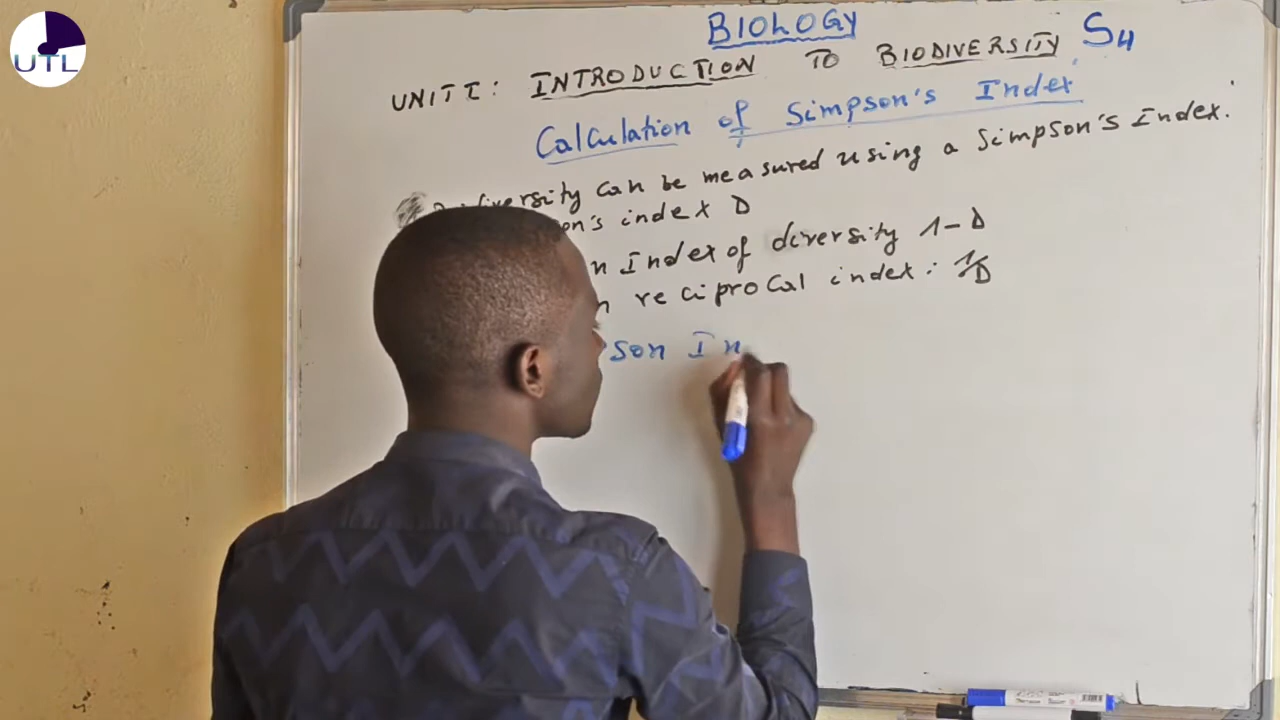 UTL
BIOLOGY S4
UNIT I: INTRODUCTION TO BIODIVERSITY
Calculation of Simpson's Index
can be measured using a Simpson's Index.
index D
Index of diversity 1-D
reciprocal index: 1/D
son In